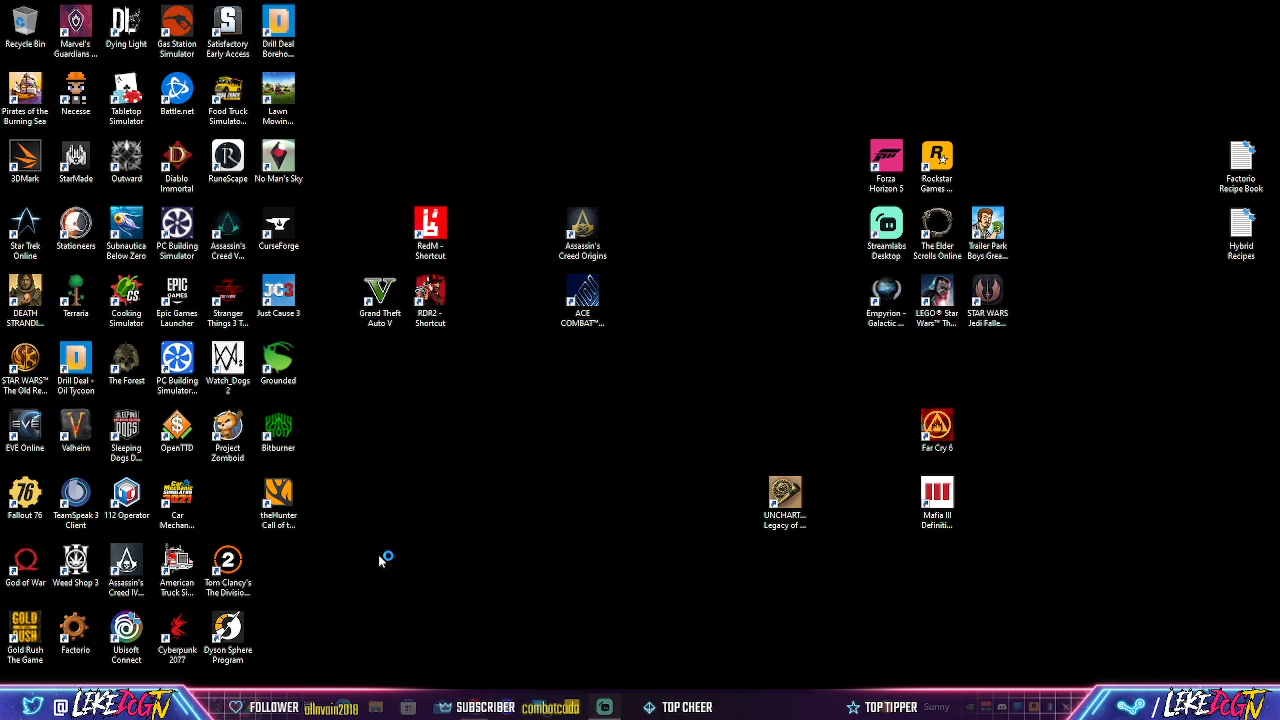 Recycle Bin
Marvel's
Guardians ...
Dying Light
Gas Station
Simulator
Satisfactory
Early Access
Drill Deal
Boreho...
Pirates of the
Burning Sea
Necesse
Tabletop
Simulator
Battle.net
Food Truck
Simulato...
Lawn
Mowin...
3DMark
StarMade
Outward
Diablo
Immortal
RuneScape
No Man's Sky
Forza
Horizon 5
Rockstar
Games ...
Factorio
Recipe Book
Star Trek
Online
Stationeers
Subnautica
Below Zero
PC Building
Simulator
Assassin's
Creed V...
CurseForge
RedM -
Shortcut
Assassin's
Creed Origins
Streamlabs
Desktop
The Elder
Scrolls Online
Trailer Park
Boys Grea...
Hybrid
Recipes
DEATH
STRANDI...
Terraria
Cooking
Simulator
Epic Games
Launcher
Stranger
Things 3 T...
Just Cause 3
Grand Theft
Auto V
RDR2 -
Shortcut
ACE
COMBAT™...
Empyrion -
Galactic ...
LEGO® Star
Wars™ Th...
STAR WARS
Jedi Falle...
STAR WARS™
The Old Re...
Drill Deal -
Oil Tycoon
The Forest
PC Building
Simulator...
Watch_Dogs
2
Grounded
EVE Online
Valheim
Sleeping
Dogs D...
OpenTTD
Project
Zomboid
Bitburner
Far Cry 6
Fallout 76
TeamSpeak 3
Client
112 Operator
Car
Mechan...
theHunter
Call of t...
UNCHART...
Legacy of ...
Mafia III
Definiti...
God of War
Weed Shop 3
Assassin's
Creed IV...
American
Truck Si...
Tom Clancy's
The Divisio...
Gold Rush
The Game
Factorio
Ubisoft
Connect
Cyberpunk
2077
Dyson Sphere
Program
@LEKEDOGTV
FOLLOWER
SUBSCRIBER combatcodo
TOP CHEER
TOP TIPPER Sunny
/LEKEDOGTV